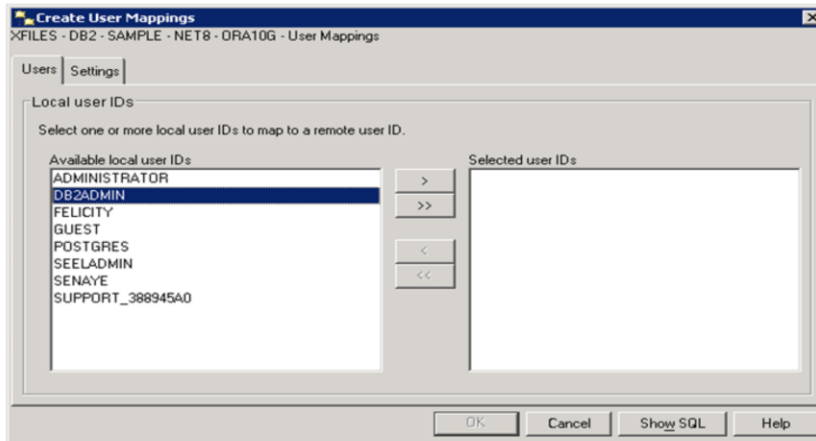 Create User Mappings
XFILES - DB2 - SAMPLE - NET8 - ORA10G - User Mappings
Users Settings
Local user IDs
Select one or more local user IDs to map to a remote user ID.
Available local user IDs
ADMINISTRATOR
DB2ADMIN
FELICITY
GUEST
POSTGRES
SEELADMIN
SENAYE
SUPPORT_388945A0
>
>>
<
<<
Selected user IDs
OK Cancel Show SQL Help